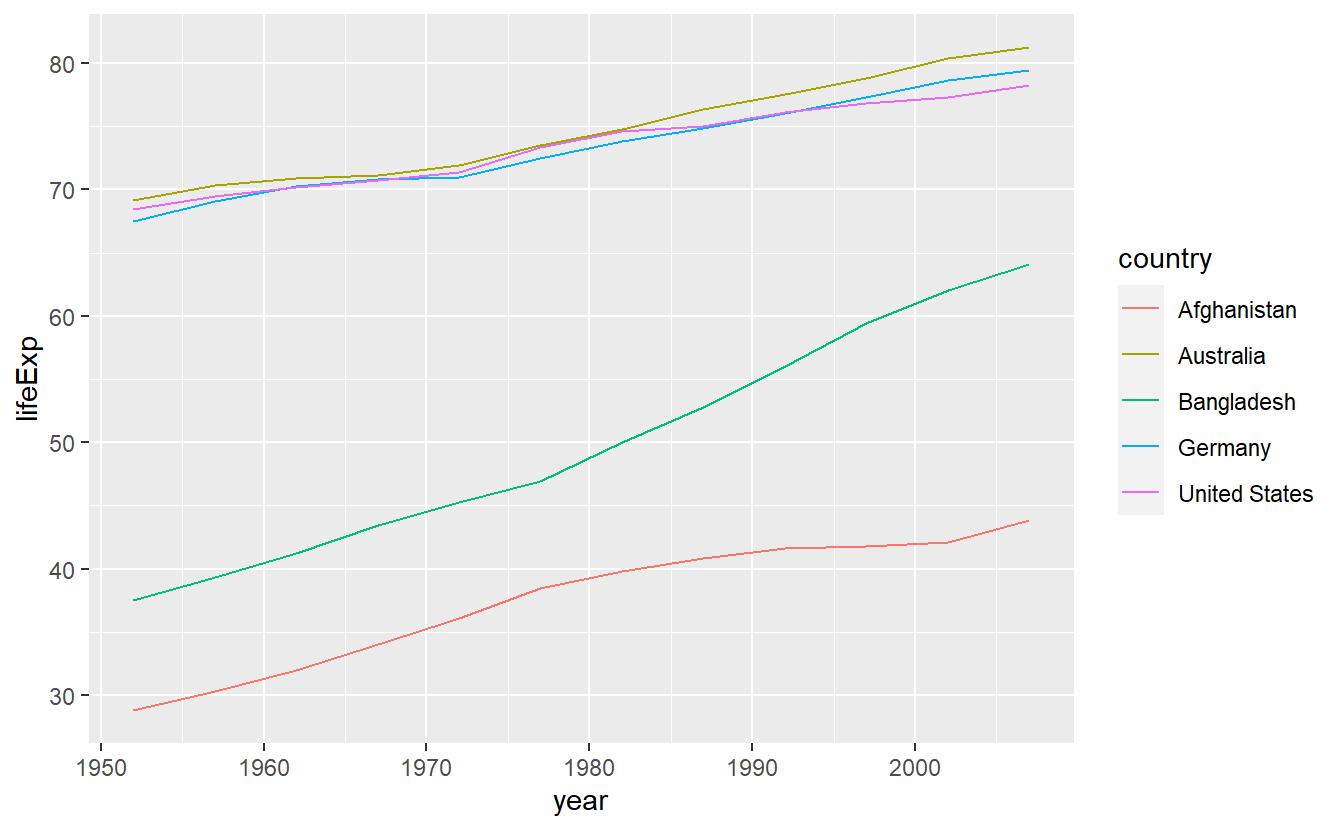 80
70
60
50
40
30
lifeExp
1950 1960 1970 1980 1990 2000
year
country
Afghanistan
Australia
Bangladesh
Germany
United States